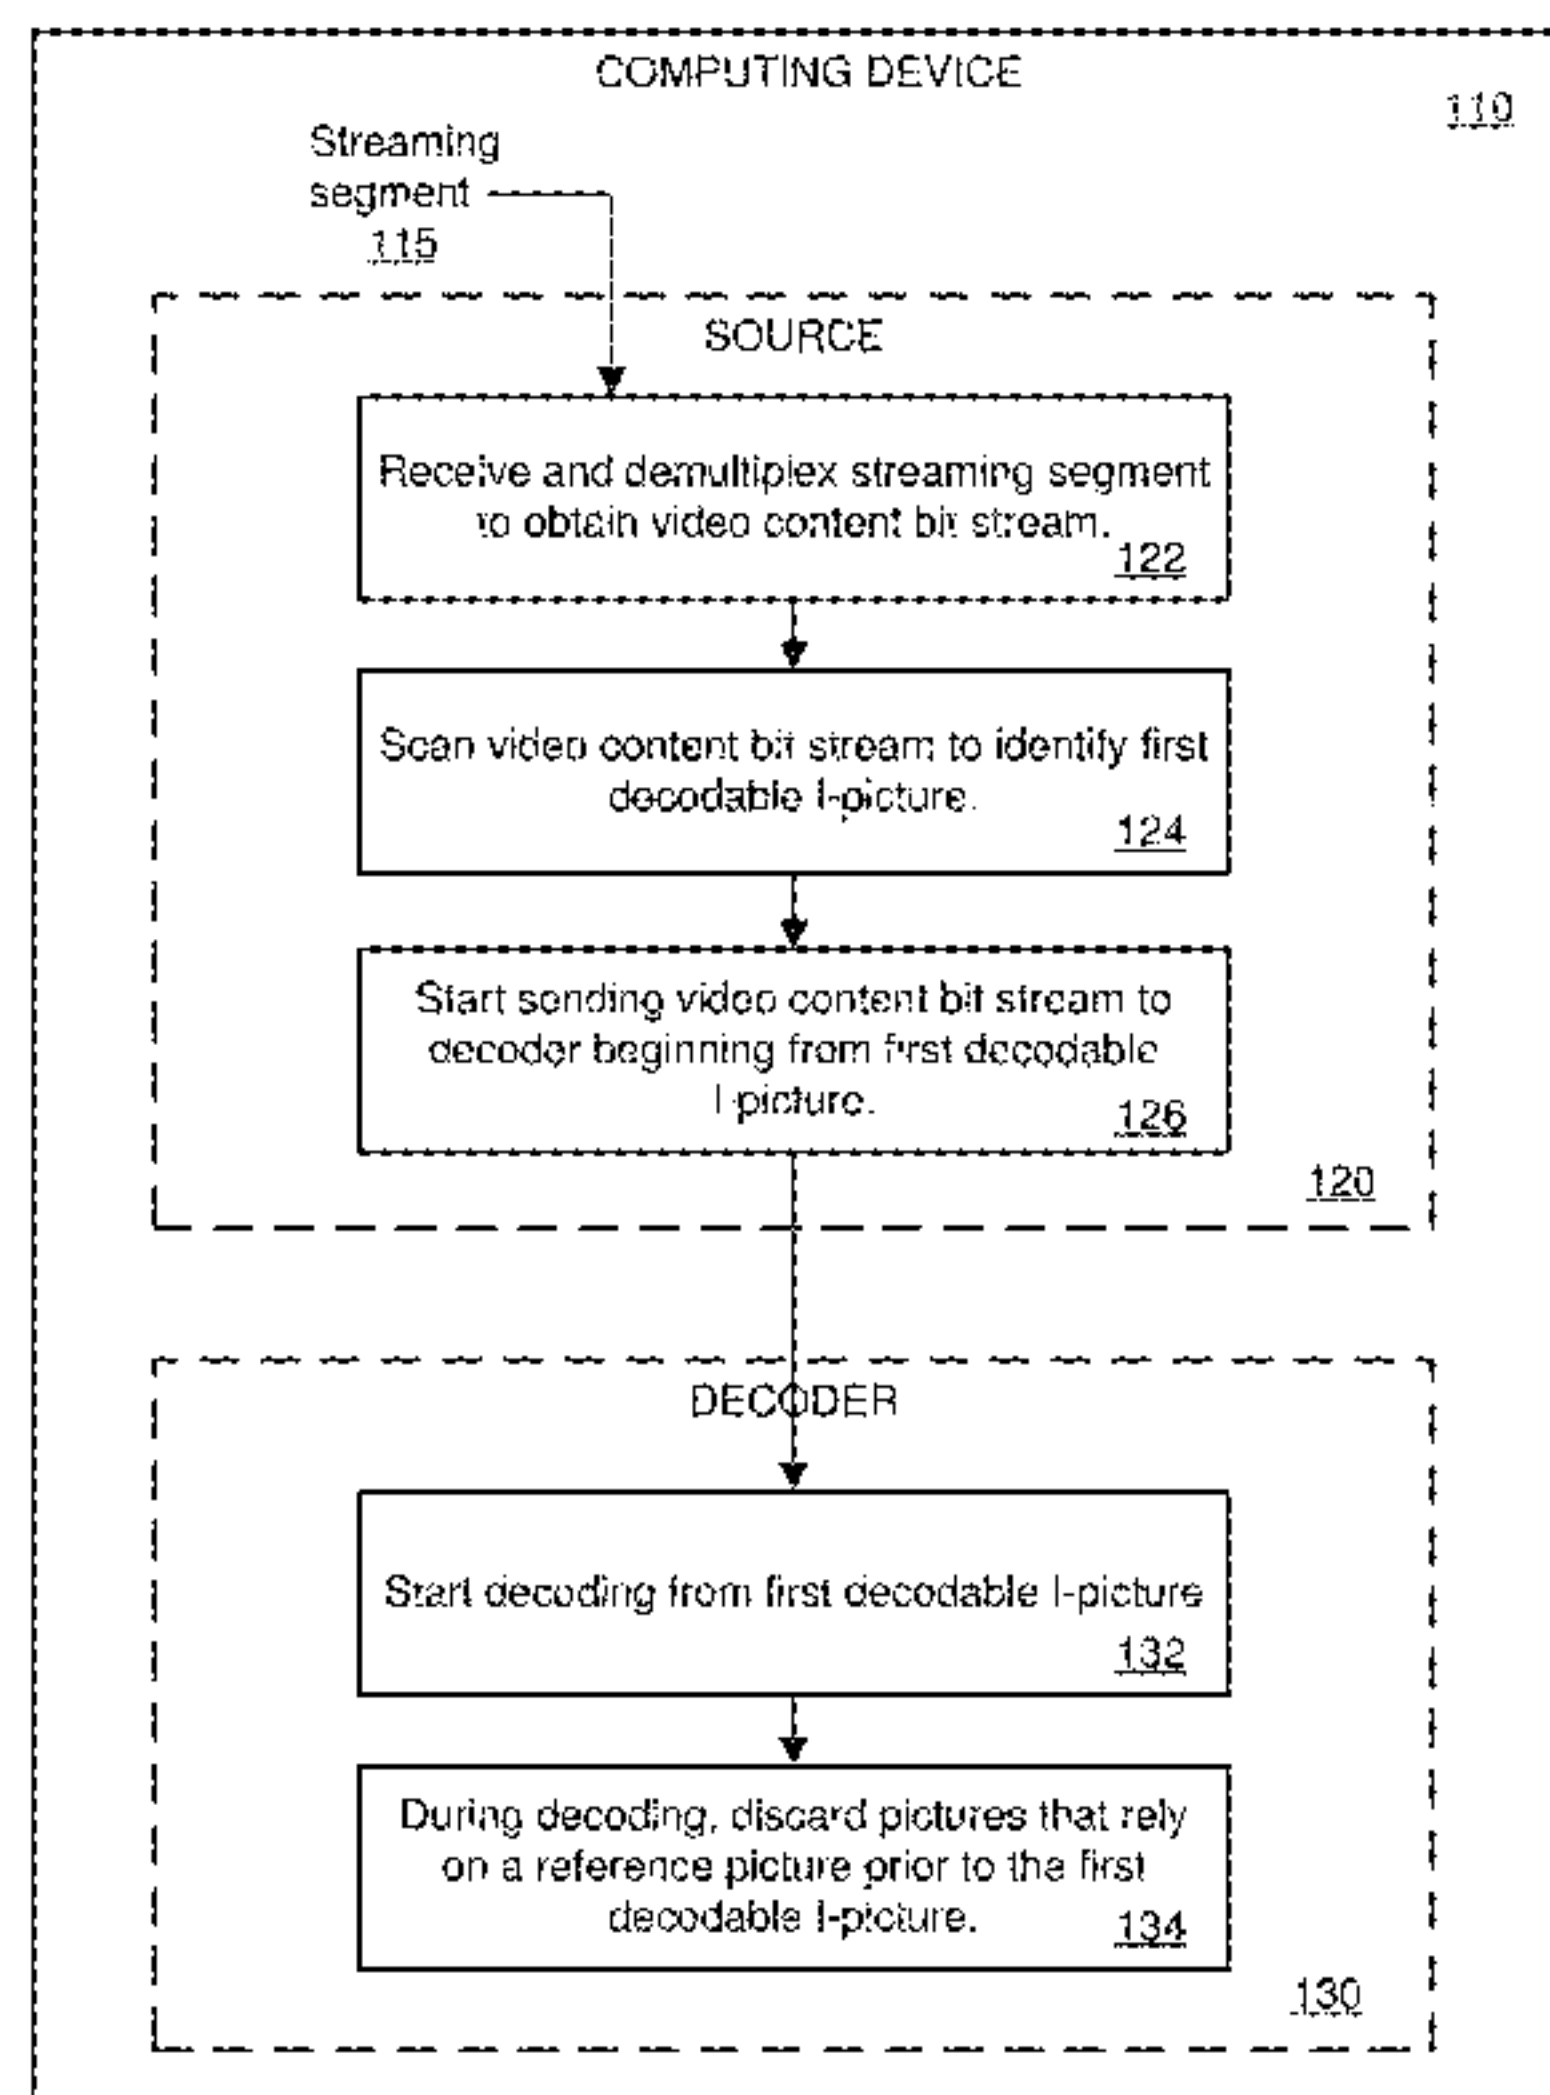 COMPUTING DEVICE
110
Streaming
segment
115
SOURCE
Receive and demultiplex streaming segment
to obtain video content bit stream.
122
Scan video content bit stream to identify first
decodable I-picture.
124
Start sending video content bit stream to
decoder beginning from first decodable
I-picture.
126
120
DECODER
Start decoding from first decodable I-picture
132
During decoding, discard pictures that rely
on a reference picture prior to the first
decodable I-picture.
134
130